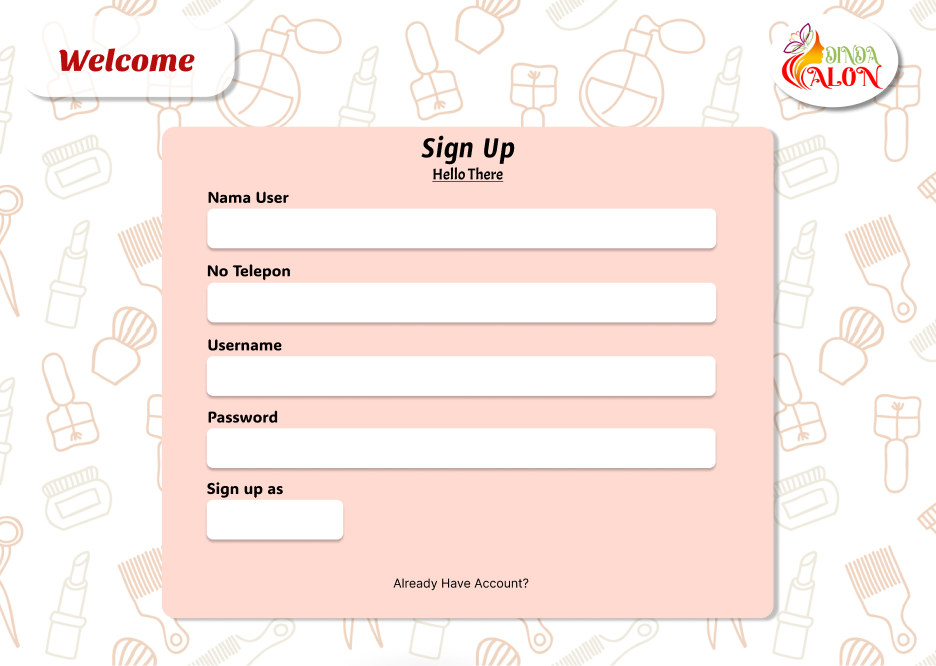 Welcome
DINDA
SALON
Sign Up
Hello There
Nama User
No Telepon
Username
Password
Sign up as
Already Have Account?